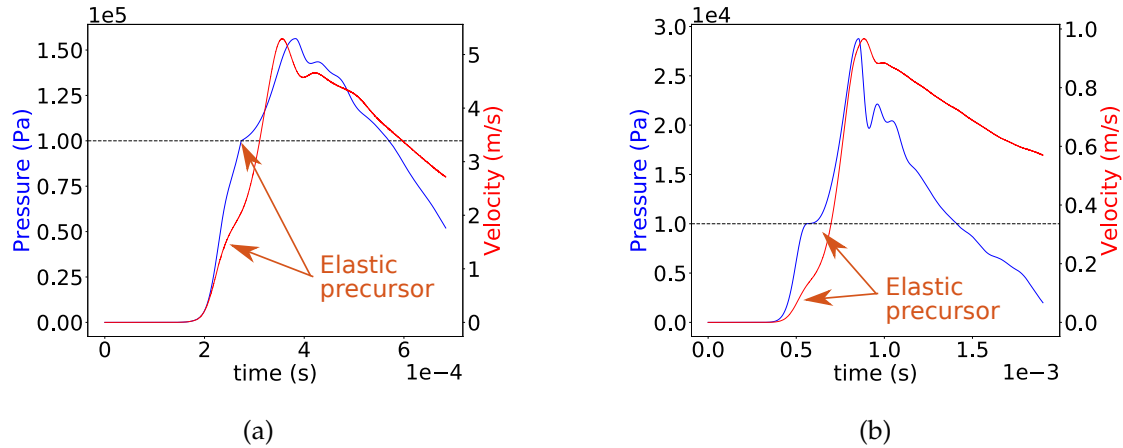 1e5
1.50
1.25
1.00
0.75
0.50
0.25
0.00
Pressure (Pa)
0
2
4
6
time (s)
1e−4
5
4
3
2
1
0
Velocity (m/s)
Elastic
precursor
(a)
1e4
3.0
2.5
2.0
1.5
1.0
0.5
0.0
Pressure (Pa)
0.0
0.5
1.0
1.5
time (s)
1e−3
1.0
0.8
0.6
0.4
0.2
0.0
Velocity (m/s)
Elastic
precursor
(b)